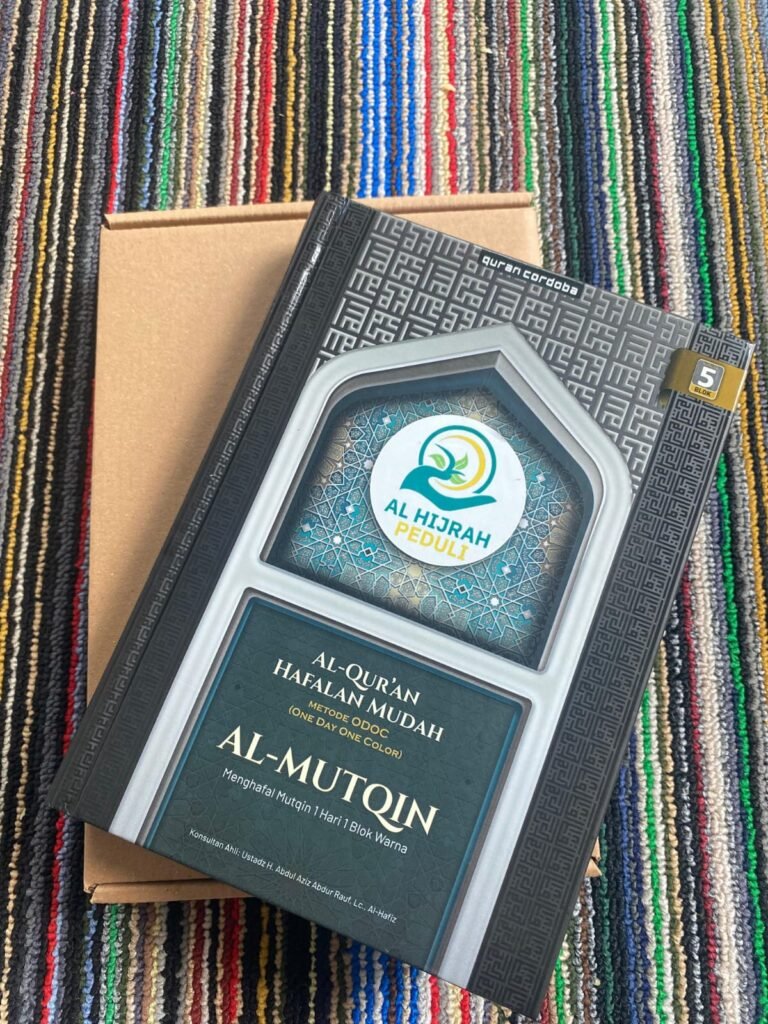 quran cordoba
5
BLOK
AL HIJRAH
PEDULI
AL-QUR'AN
HAFALAN MUDAH
METODE ODOC
(ONE DAY ONE COLOR)
AL-MUTQIN
Menghafal Mutqin 1 Hari 1 Blok Warna
Konsultan Ahli: Ustadz H. Abdul Aziz Abdur Rauf, Lc., Al-Hafiz